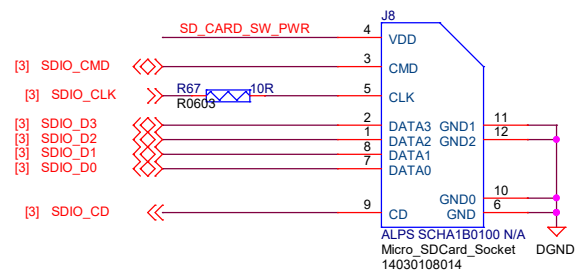 J8
SD_CARD_SW_PWR 4 VDD
[3] SDIO_CMD 3 CMD
[3] SDIO_CLK R67 10R 5 CLK
R0603
[3] SDIO_D3 2 DATA3 GND1 11
[3] SDIO_D2 1 DATA2 GND2 12
[3] SDIO_D1 8 DATA1
[3] SDIO_D0 7 DATA0
GND0 10
[3] SDIO_CD 9 CD GND 6
ALPS SCHA1B0100 N/A DGND
Micro_SDCard_Socket
14030108014